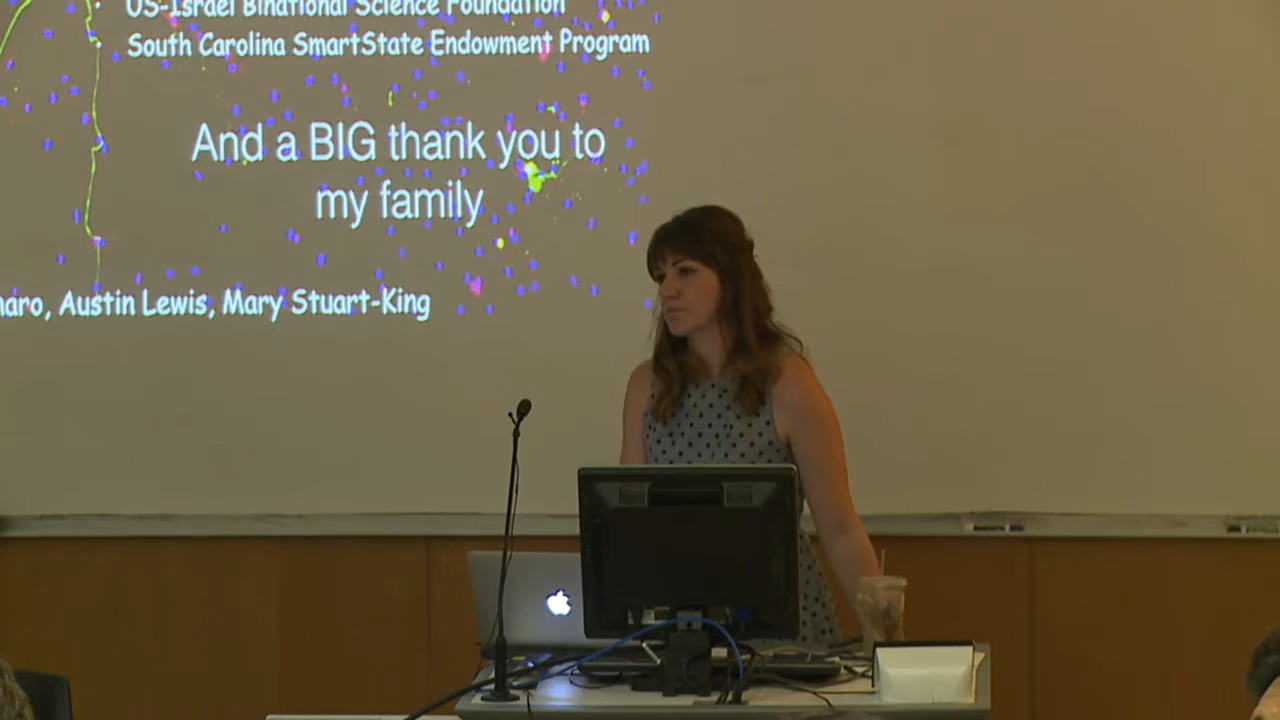 US-Israel Binational Science Foundation
South Carolina SmartState Endowment Program
And a BIG thank you to
my family
Austin Lewis, Mary Stuart-King